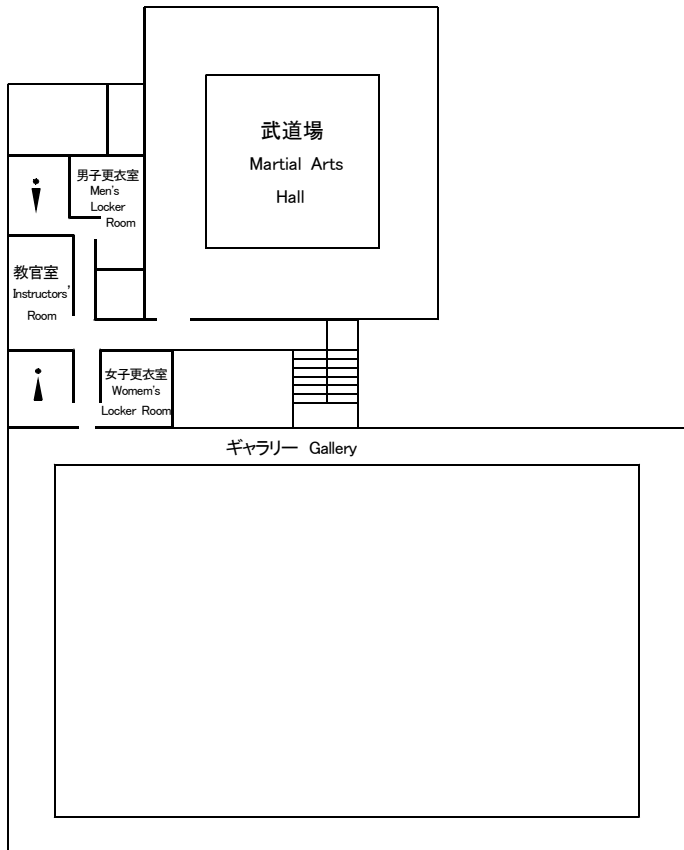 武道場
Martial Arts
Hall
男子更衣室
Men's
Locker
Room
教官室
Instructors'
Room
女子更衣室
Womem's
Locker Room
ギャラリー Gallery